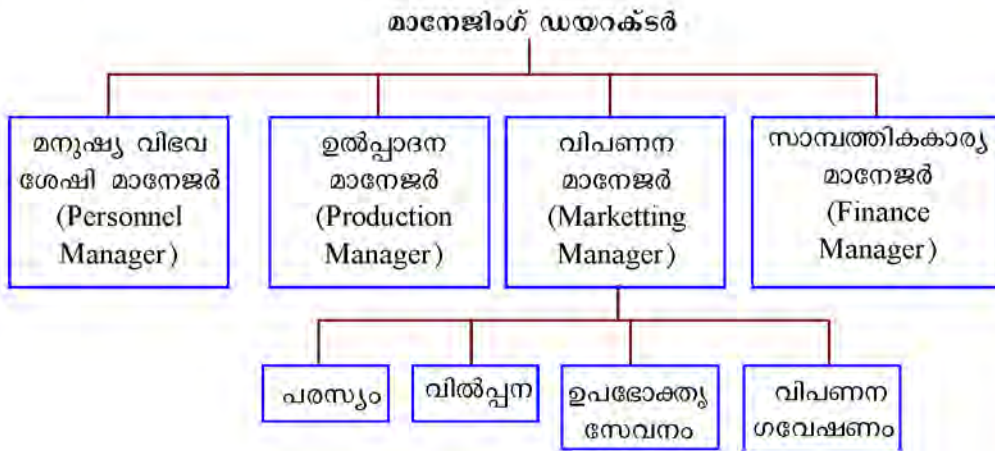 മാനേജിംഗ് ഡയറക്ടർ
മനുഷ്യ വിഭവ
ശേഷി മാനേജർ
(Personnel
Manager)
ഉൽപ്പാദന
മാനേജർ
(Production
Manager)
വിപണന
മാനേജർ
(Marketting
Manager)
സാമ്പത്തികകാര്യ
മാനേജർ
(Finance
Manager)
പരസ്യം
വിൽപ്പന
ഉപഭോക്തൃ
സേവനം
വിപണന
ഗവേഷണം